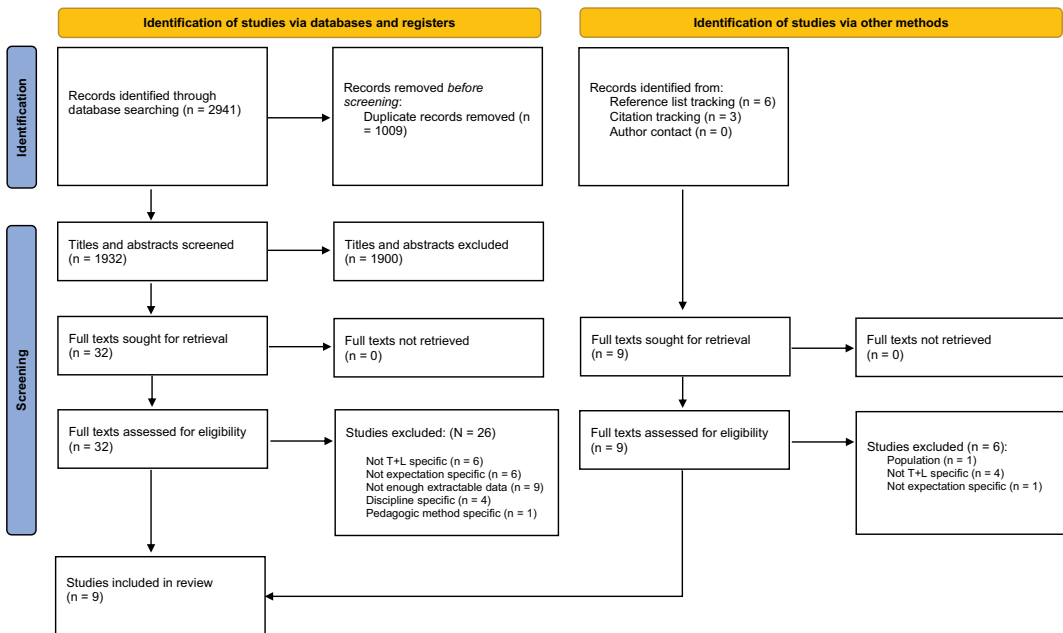 Identification of studies via databases and registers
Identification of studies via other methods
Identification
Records identified through
database searching (n = 2941)
Records removed before
screening:
Duplicate records removed (n
= 1009)
Records identified from:
Reference list tracking (n = 6)
Citation tracking (n = 3)
Author contact (n = 0)
Screening
Titles and abstracts screened
(n = 1932)
Titles and abstracts excluded
(n = 1900)
Full texts sought for retrieval
(n = 32)
Full texts not retrieved
(n = 0)
Full texts sought for retrieval
(n = 9)
Full texts not retrieved
(n = 0)
Full texts assessed for eligibility
(n = 32)
Studies excluded: (N = 26)
Not T+L specific (n = 6)
Not expectation specific (n = 6)
Not enough extractable data (n = 9)
Discipline specific (n = 4)
Pedagogic method specific (n = 1)
Full texts assessed for eligibility
(n = 9)
Studies excluded (n = 6):
Population (n = 1)
Not T+L specific (n = 4)
Not expectation specific (n = 1)
Studies included in review
(n = 9)